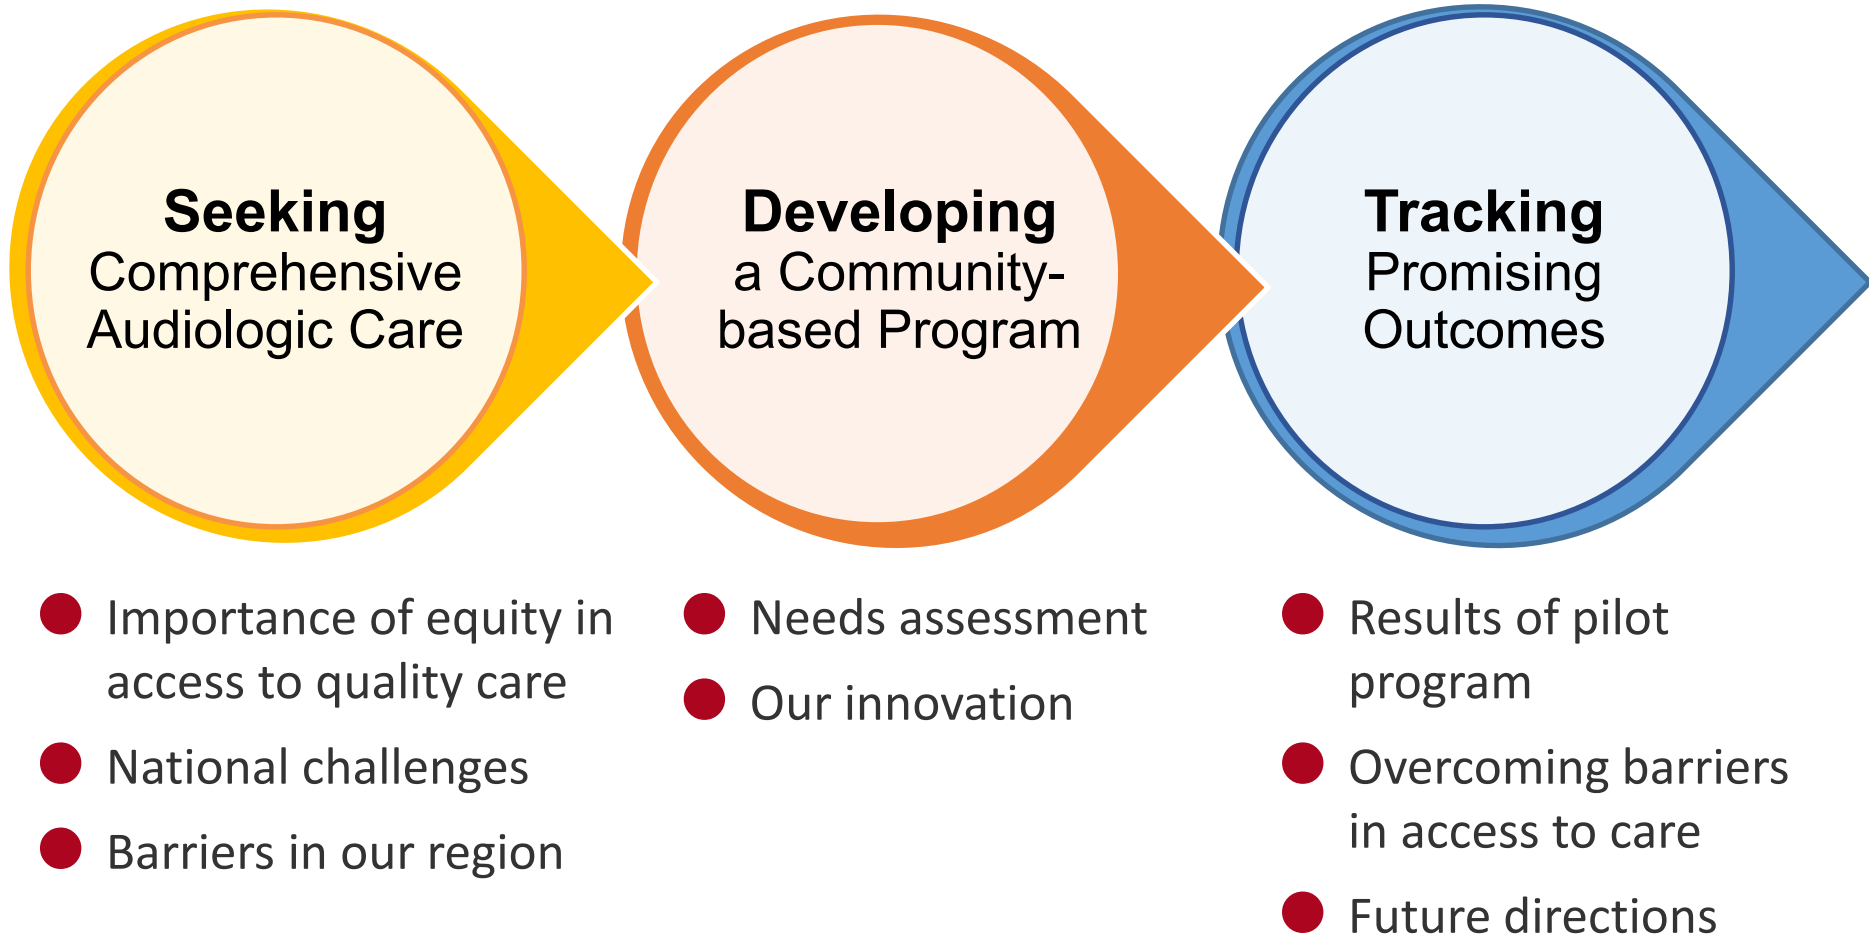 Seeking
Comprehensive
Audiologic Care
Developing
a Community-
based Program
Tracking
Promising
Outcomes
Importance of equity in
access to quality care
National challenges
Barriers in our region
Needs assessment
Our innovation
Results of pilot
program
Overcoming barriers
in access to care
Future directions